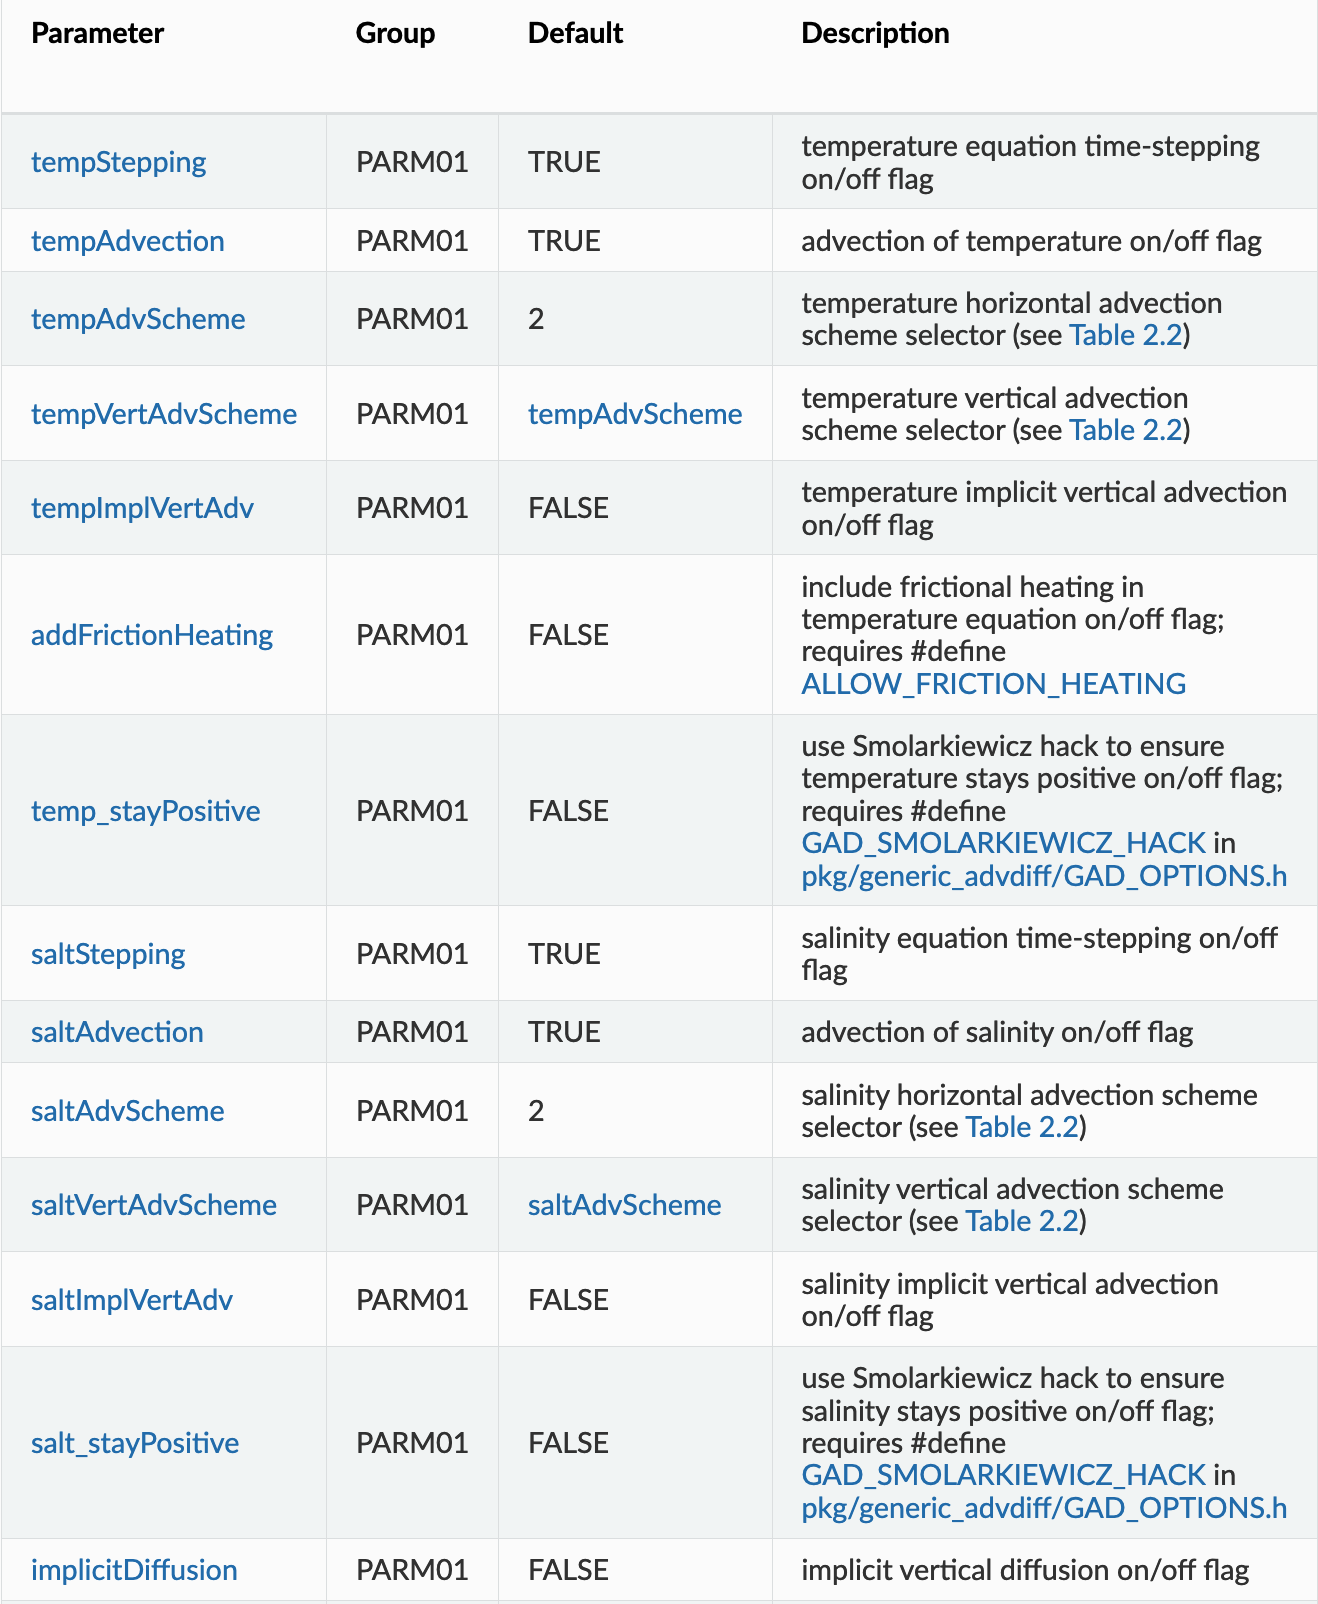 Parameter Group Default Description
tempStepping PARM01 TRUE temperature equation time-stepping
on/off flag
tempAdvection PARM01 TRUE advection of temperature on/off flag
tempAdvScheme PARM01 2 temperature horizontal advection
scheme selector (see Table 2.2)
tempVertAdvScheme PARM01 tempAdvScheme temperature vertical advection
scheme selector (see Table 2.2)
tempImplVertAdv PARM01 FALSE temperature implicit vertical advection
on/off flag
addFrictionHeating PARM01 FALSE include frictional heating in
temperature equation on/off flag;
requires #define
ALLOW_FRICTION_HEATING
temp_stayPositive PARM01 FALSE use Smolarkiewicz hack to ensure
temperature stays positive on/off flag;
requires #define
GAD_SMOLARKIEWICZ_HACK in
pkg/generic_advdiff/GAD_OPTIONS.h
saltStepping PARM01 TRUE salinity equation time-stepping on/off
flag
saltAdvection PARM01 TRUE advection of salinity on/off flag
saltAdvScheme PARM01 2 salinity horizontal advection scheme
selector (see Table 2.2)
saltVertAdvScheme PARM01 saltAdvScheme salinity vertical advection scheme
selector (see Table 2.2)
saltImplVertAdv PARM01 FALSE salinity implicit vertical advection
on/off flag
salt_stayPositive PARM01 FALSE use Smolarkiewicz hack to ensure
salinity stays positive on/off flag;
requires #define
GAD_SMOLARKIEWICZ_HACK in
pkg/generic_advdiff/GAD_OPTIONS.h
implicitDiffusion PARM01 FALSE implicit vertical diffusion on/off flag